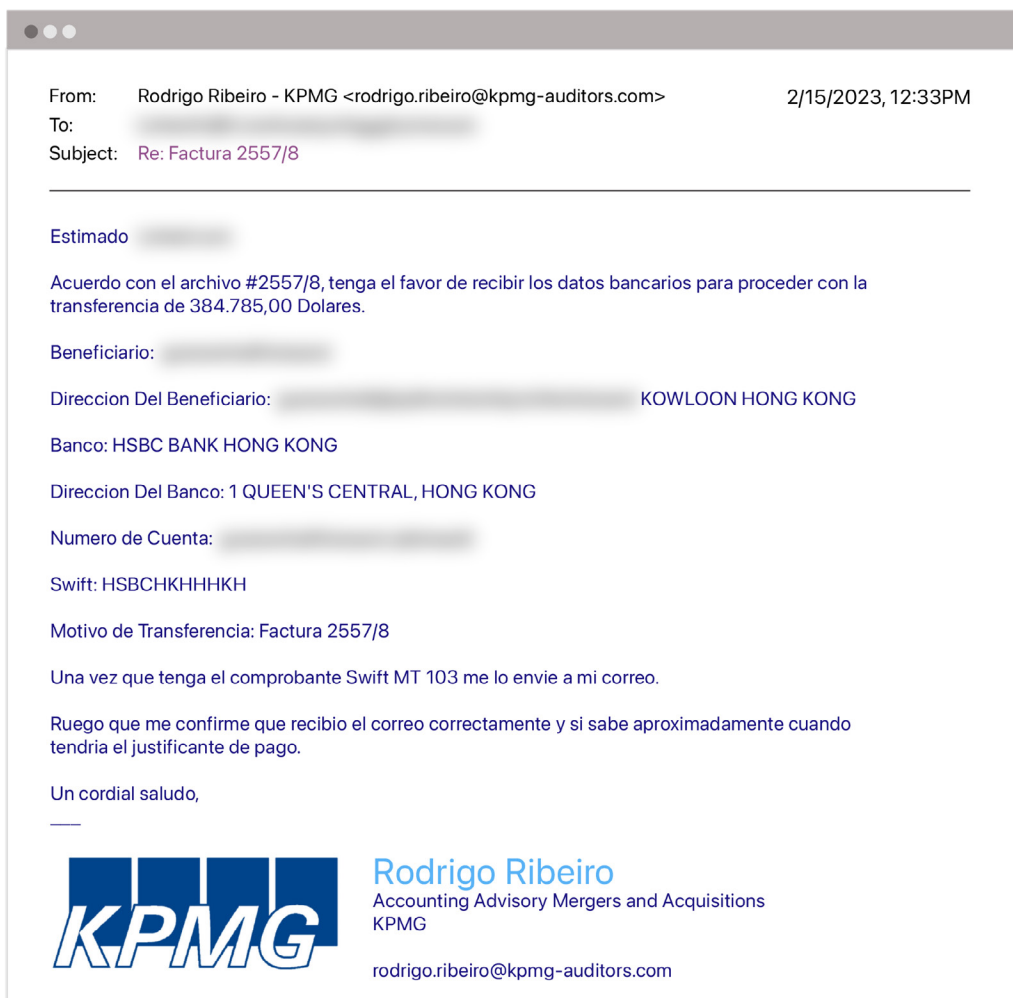 From: Rodrigo Ribeiro - KPMG <rodrigo.ribeiro@kpmg-auditors.com> 2/15/2023, 12:33PM
To:
Subject: Re: Factura 2557/8
Estimado
Acuerdo con el archivo #2557/8, tenga el favor de recibir los datos bancarios para proceder con la
transferencia de 384.785,00 Dolares.
Beneficiario:
Direccion Del Beneficiario: KOWLOON HONG KONG
Banco: HSBC BANK HONG KONG
Direccion Del Banco: 1 QUEEN'S CENTRAL, HONG KONG
Numero de Cuenta:
Swift: HSBCHKHHHKH
Motivo de Transferencia: Factura 2557/8
Una vez que tenga el comprobante Swift MT 103 me lo envie a mi correo.
Ruego que me confirme que recibio el correo correctamente y si sabe aproximadamente cuando
tendria el justificante de pago.
Un cordial saludo,
KPMG
Rodrigo Ribeiro
Accounting Advisory Mergers and Acquisitions
KPMG
rodrigo.ribeiro@kpmg-auditors.com